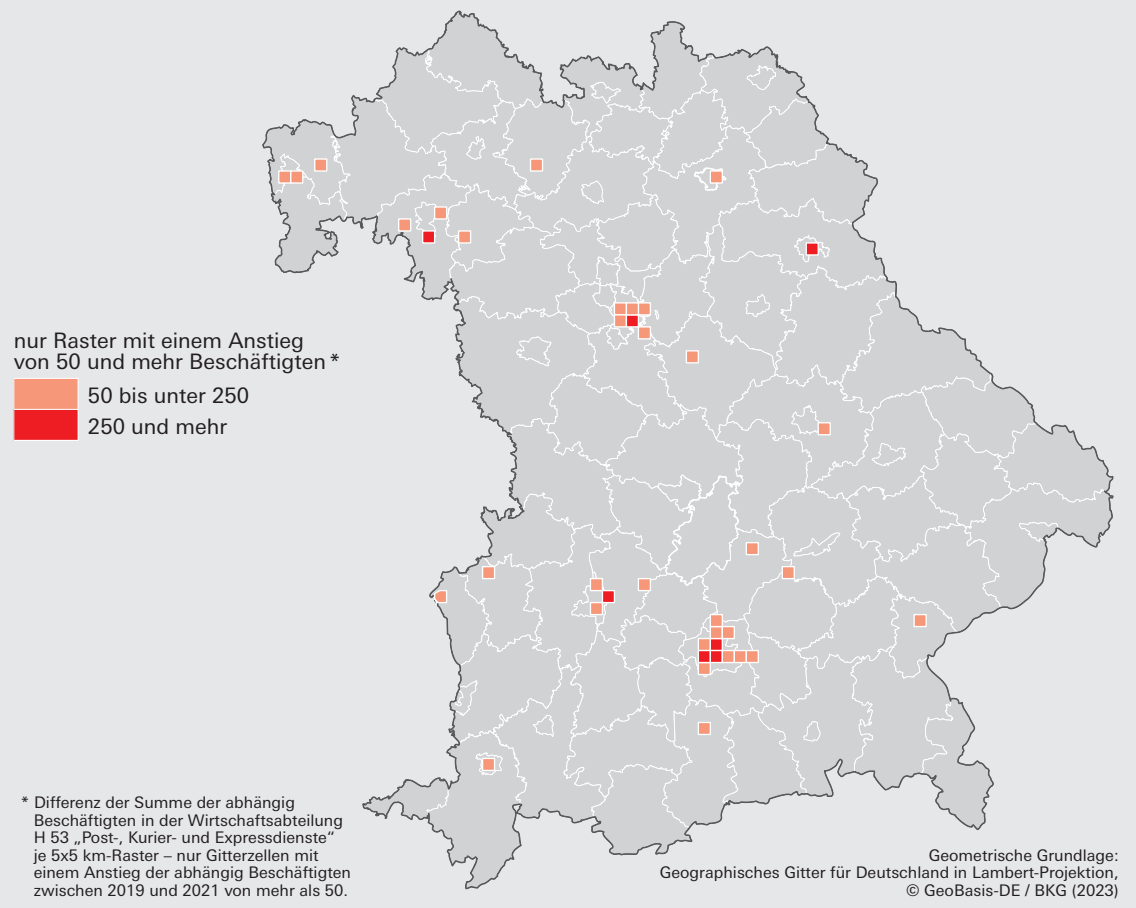 nur Raster mit einem Anstieg
von 50 und mehr Beschäftigten *
50 bis unter 250
250 und mehr
* Differenz der Summe der abhängig
Beschäftigten in der Wirtschaftsabteilung
H 53 „Post-, Kurier- und Expressdienste“
je 5x5 km-Raster – nur Gitterzellen mit
einem Anstieg der abhängig Beschäftigten
zwischen 2019 und 2021 von mehr als 50.
Geometrische Grundlage:
Geographisches Gitter für Deutschland in Lambert-Projektion,
© GeoBasis-DE / BKG (2023)